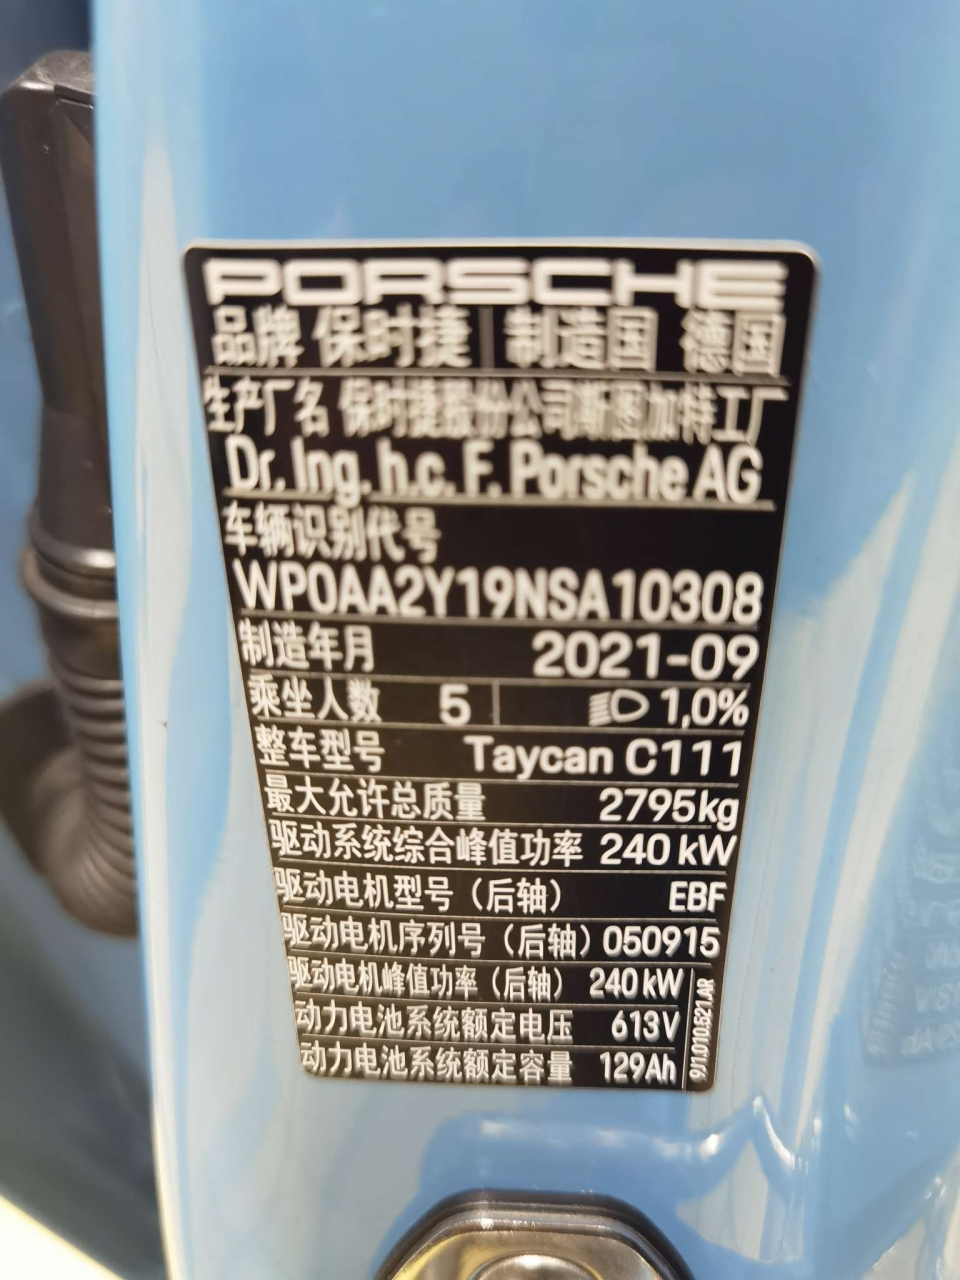 PORSCHE
品牌 保时捷 制造国 德国
生产厂名 保时捷股份公司斯图加特工厂
Dr. Ing. h.c. F. Porsche AG
车辆识别代号
WP0AA2Y19NSA10308
制造年月 2021-09
乘坐人数 5 1,0%
整车型号 Taycan C111
最大允许总质量 2795kg
驱动系统综合峰值功率 240 kW
驱动电机型号（后轴） EBF
驱动电机序列号（后轴）050915
驱动电机峰值功率（后轴） 240 kW
动力电池系统额定电压 613V
动力电池系统额定容量 129Ah
9J1.010.521.AR